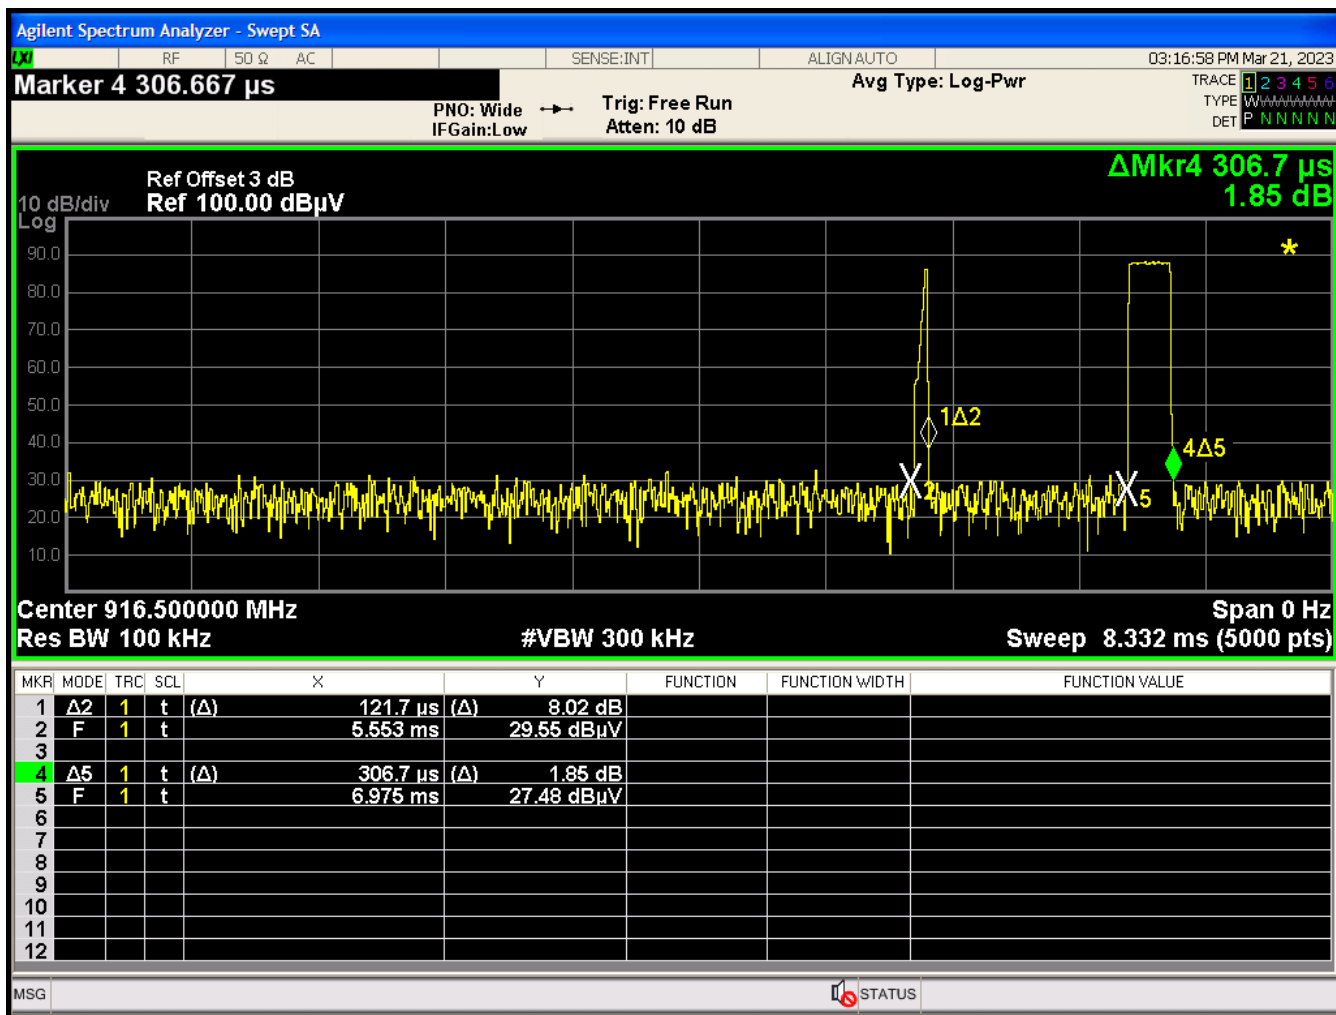 Agilent Spectrum Analyzer - Swept SA
LXI RF 50 Ω AC SENSE:INT ALIGN AUTO 03:16:58 PM Mar 21, 2023
Marker 4 306.667 µs
PNO: Wide
IFGain:Low
Trig: Free Run
Atten: 10 dB
Avg Type: Log-Pwr
TRACE 1 2 3 4 5 6
TYPE WWWWWW
DET P N N N N N
ΔMkr4 306.7 µs
1.85 dB
Ref Offset 3 dB
10 dB/div Ref 100.00 dBµV
Log
90.0
80.0
70.0
60.0
50.0
40.0
30.0
20.0
10.0
*
1Δ2
2
4Δ5
5
Center 916.500000 MHz Span 0 Hz
Res BW 100 kHz #VBW 300 kHz Sweep 8.332 ms (5000 pts)
MKR MODE TRC SCL X Y FUNCTION FUNCTION WIDTH FUNCTION VALUE
1 Δ2 1 t (Δ) 121.7 µs (Δ) 8.02 dB
2 F 1 t 5.553 ms 29.55 dBµV
3
4 Δ5 1 t (Δ) 306.7 µs (Δ) 1.85 dB
5 F 1 t 6.975 ms 27.48 dBµV
6
7
8
9
10
11
12
MSG STATUS